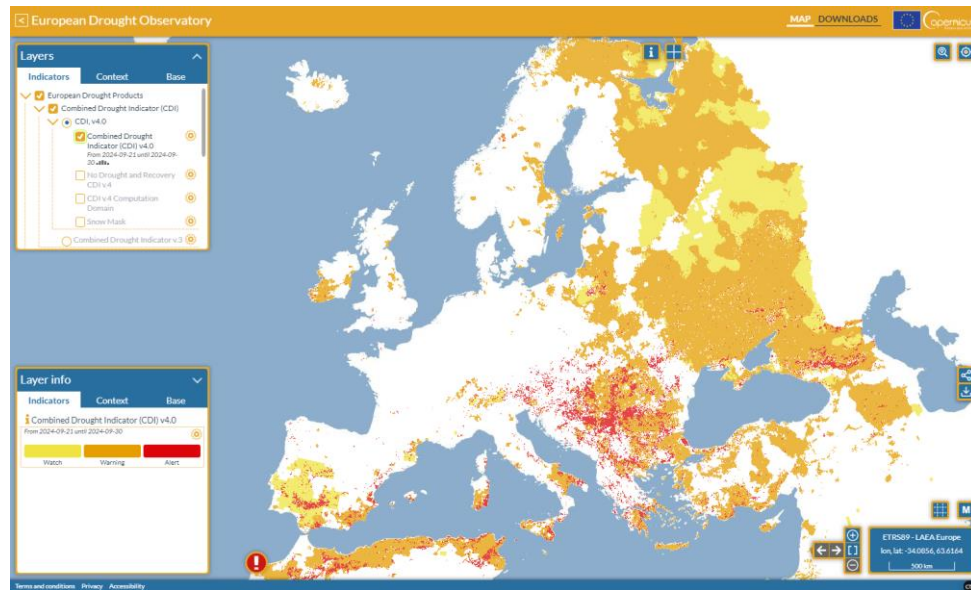 < European Drought Observatory
MAP DOWNLOADS
Layers
Indicators Context Base
European Drought Products
Combined Drought Indicator (CDI)
CDI, v4.0
Combined Drought
Indicator (CDI) v4.0
From 2024-09-21 until 2024-09-
30
No Drought and Recovery
CDI v4
CDI v4 Computation
Domain
Snow Mask
Combined Drought Indicator v.3
Layer info
Indicators Context Base
i Combined Drought Indicator (CDI) v4.0
From 2024-09-21 until 2024-09-30
Watch Warning Alert
i
M
ETRS89 - LAEA Europe
lon, lat: -34.0856, 63.6164
500 km
Terms and conditions Privacy Accessibility